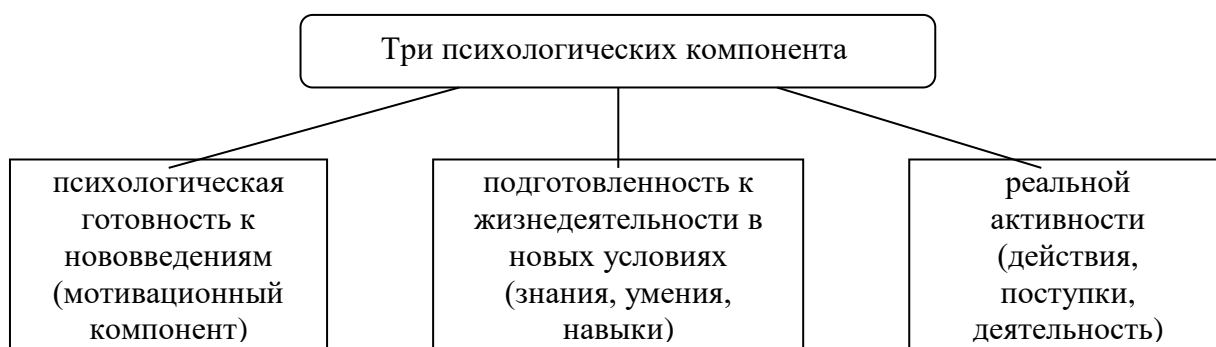 Три психологических компонента
психологическая
готовность к
нововведениям
(мотивационный
компонент)
подготовленность к
жизнедеятельности в
новых условиях
(знания, умения,
навыки)
реальной
активности
(действия,
поступки,
деятельность)